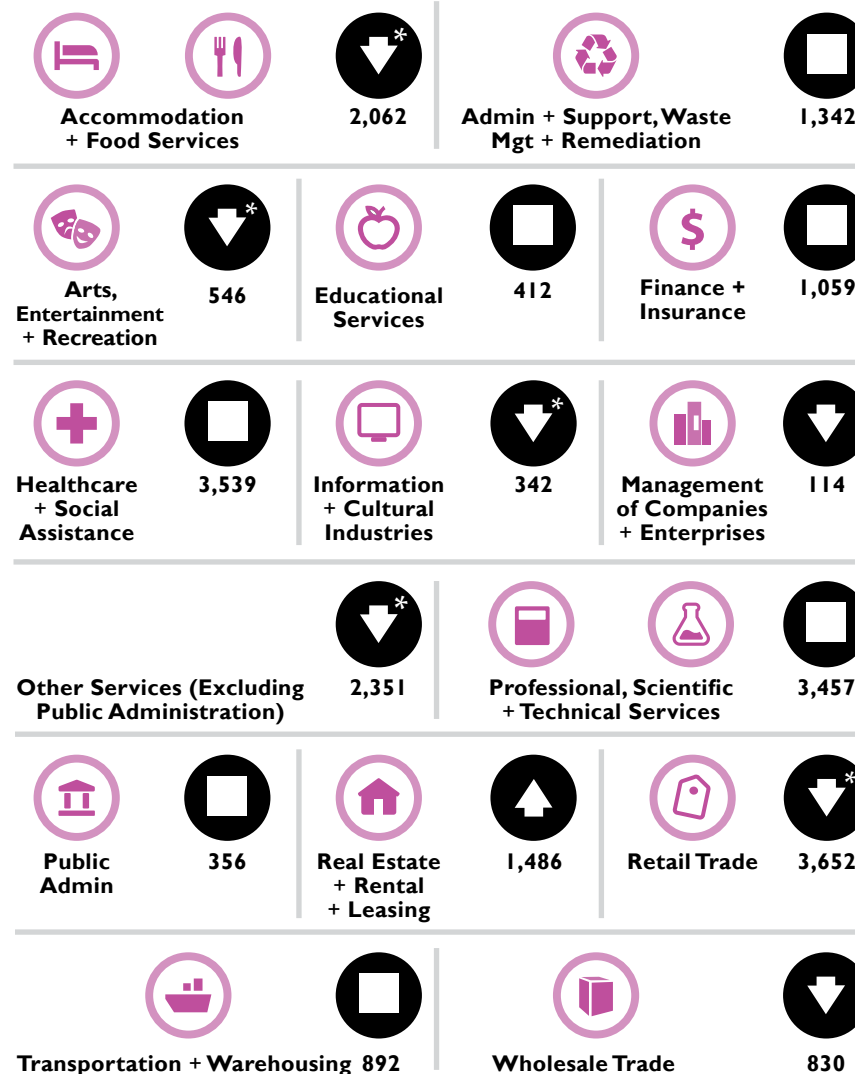 *
Accommodation
+ Food Services
2,062
Admin + Support, Waste
Mgt + Remediation
1,342
*
Arts,
Entertainment
+ Recreation
546
Educational
Services
412
$
Finance +
Insurance
1,059
Healthcare
+ Social
Assistance
3,539
*
Information
+ Cultural
Industries
342
Management
of Companies
+ Enterprises
114
*
Other Services (Excluding
Public Administration)
2,351
Professional, Scientific
+ Technical Services
3,457
Public
Admin
356
Real Estate
+ Rental
+ Leasing
1,486
*
Retail Trade
3,652
Transportation + Warehousing 892
Wholesale Trade
830